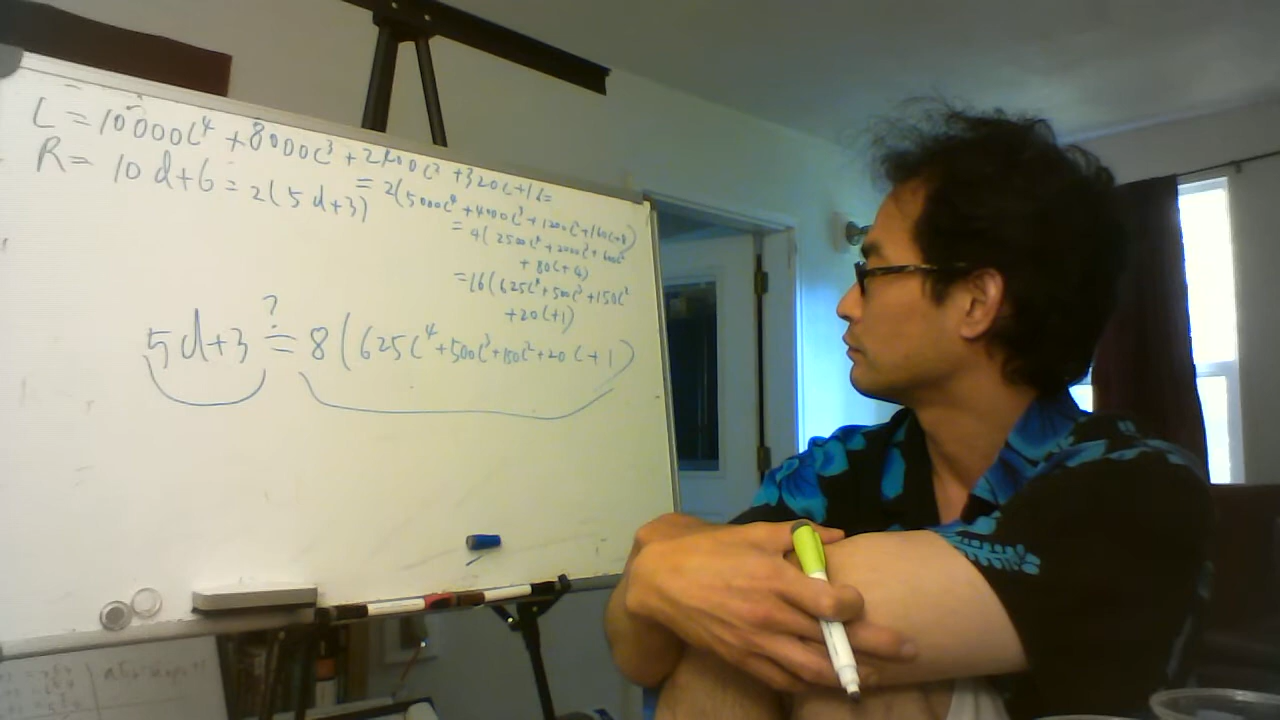 L = 10000c⁴ + 8000c³ + 2400c² + 320c + 16 =
R = 10d+6 = 2(5d+3)
= 2(5000c⁴ + 4000c³ + 1200c² + 160c + 8)
= 4(2500c⁴ + 2000c³ + 600c²
+ 80c + 4)
= 16(625c⁴ + 500c³ + 150c²
+ 20c + 1)
?
5d+3 = 8(625c⁴ + 500c³ + 150c² + 20c + 1)